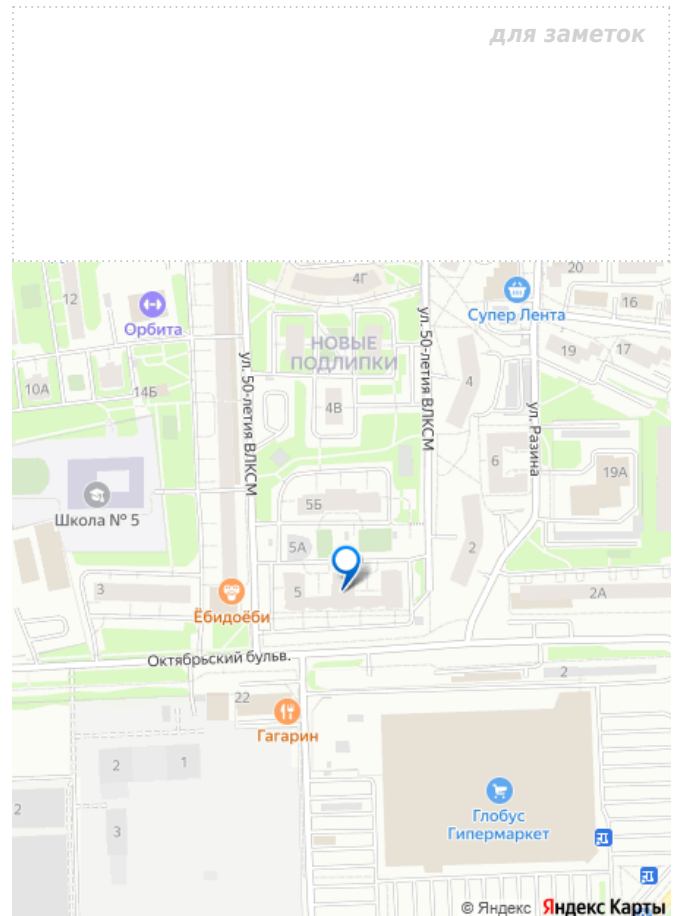 для заметок
20
4Г
12
16
Орбита
Супер Лента
ул. 50-летия ВЛКСМ
НОВЫЕ
ПОДЛИПКИ
19
17
ул. 50-летия ВЛКСМ
10А
14Б
4
4В
ул. Разина
6
19А
Школа № 5
5Б
5А
2
3
5
2А
Ёбидоёби
Октябрьский бульв.
2
22
Гагарин
2
1
2
3
Глобус
Гипермаркет
© Яндекс Яндекс Карты